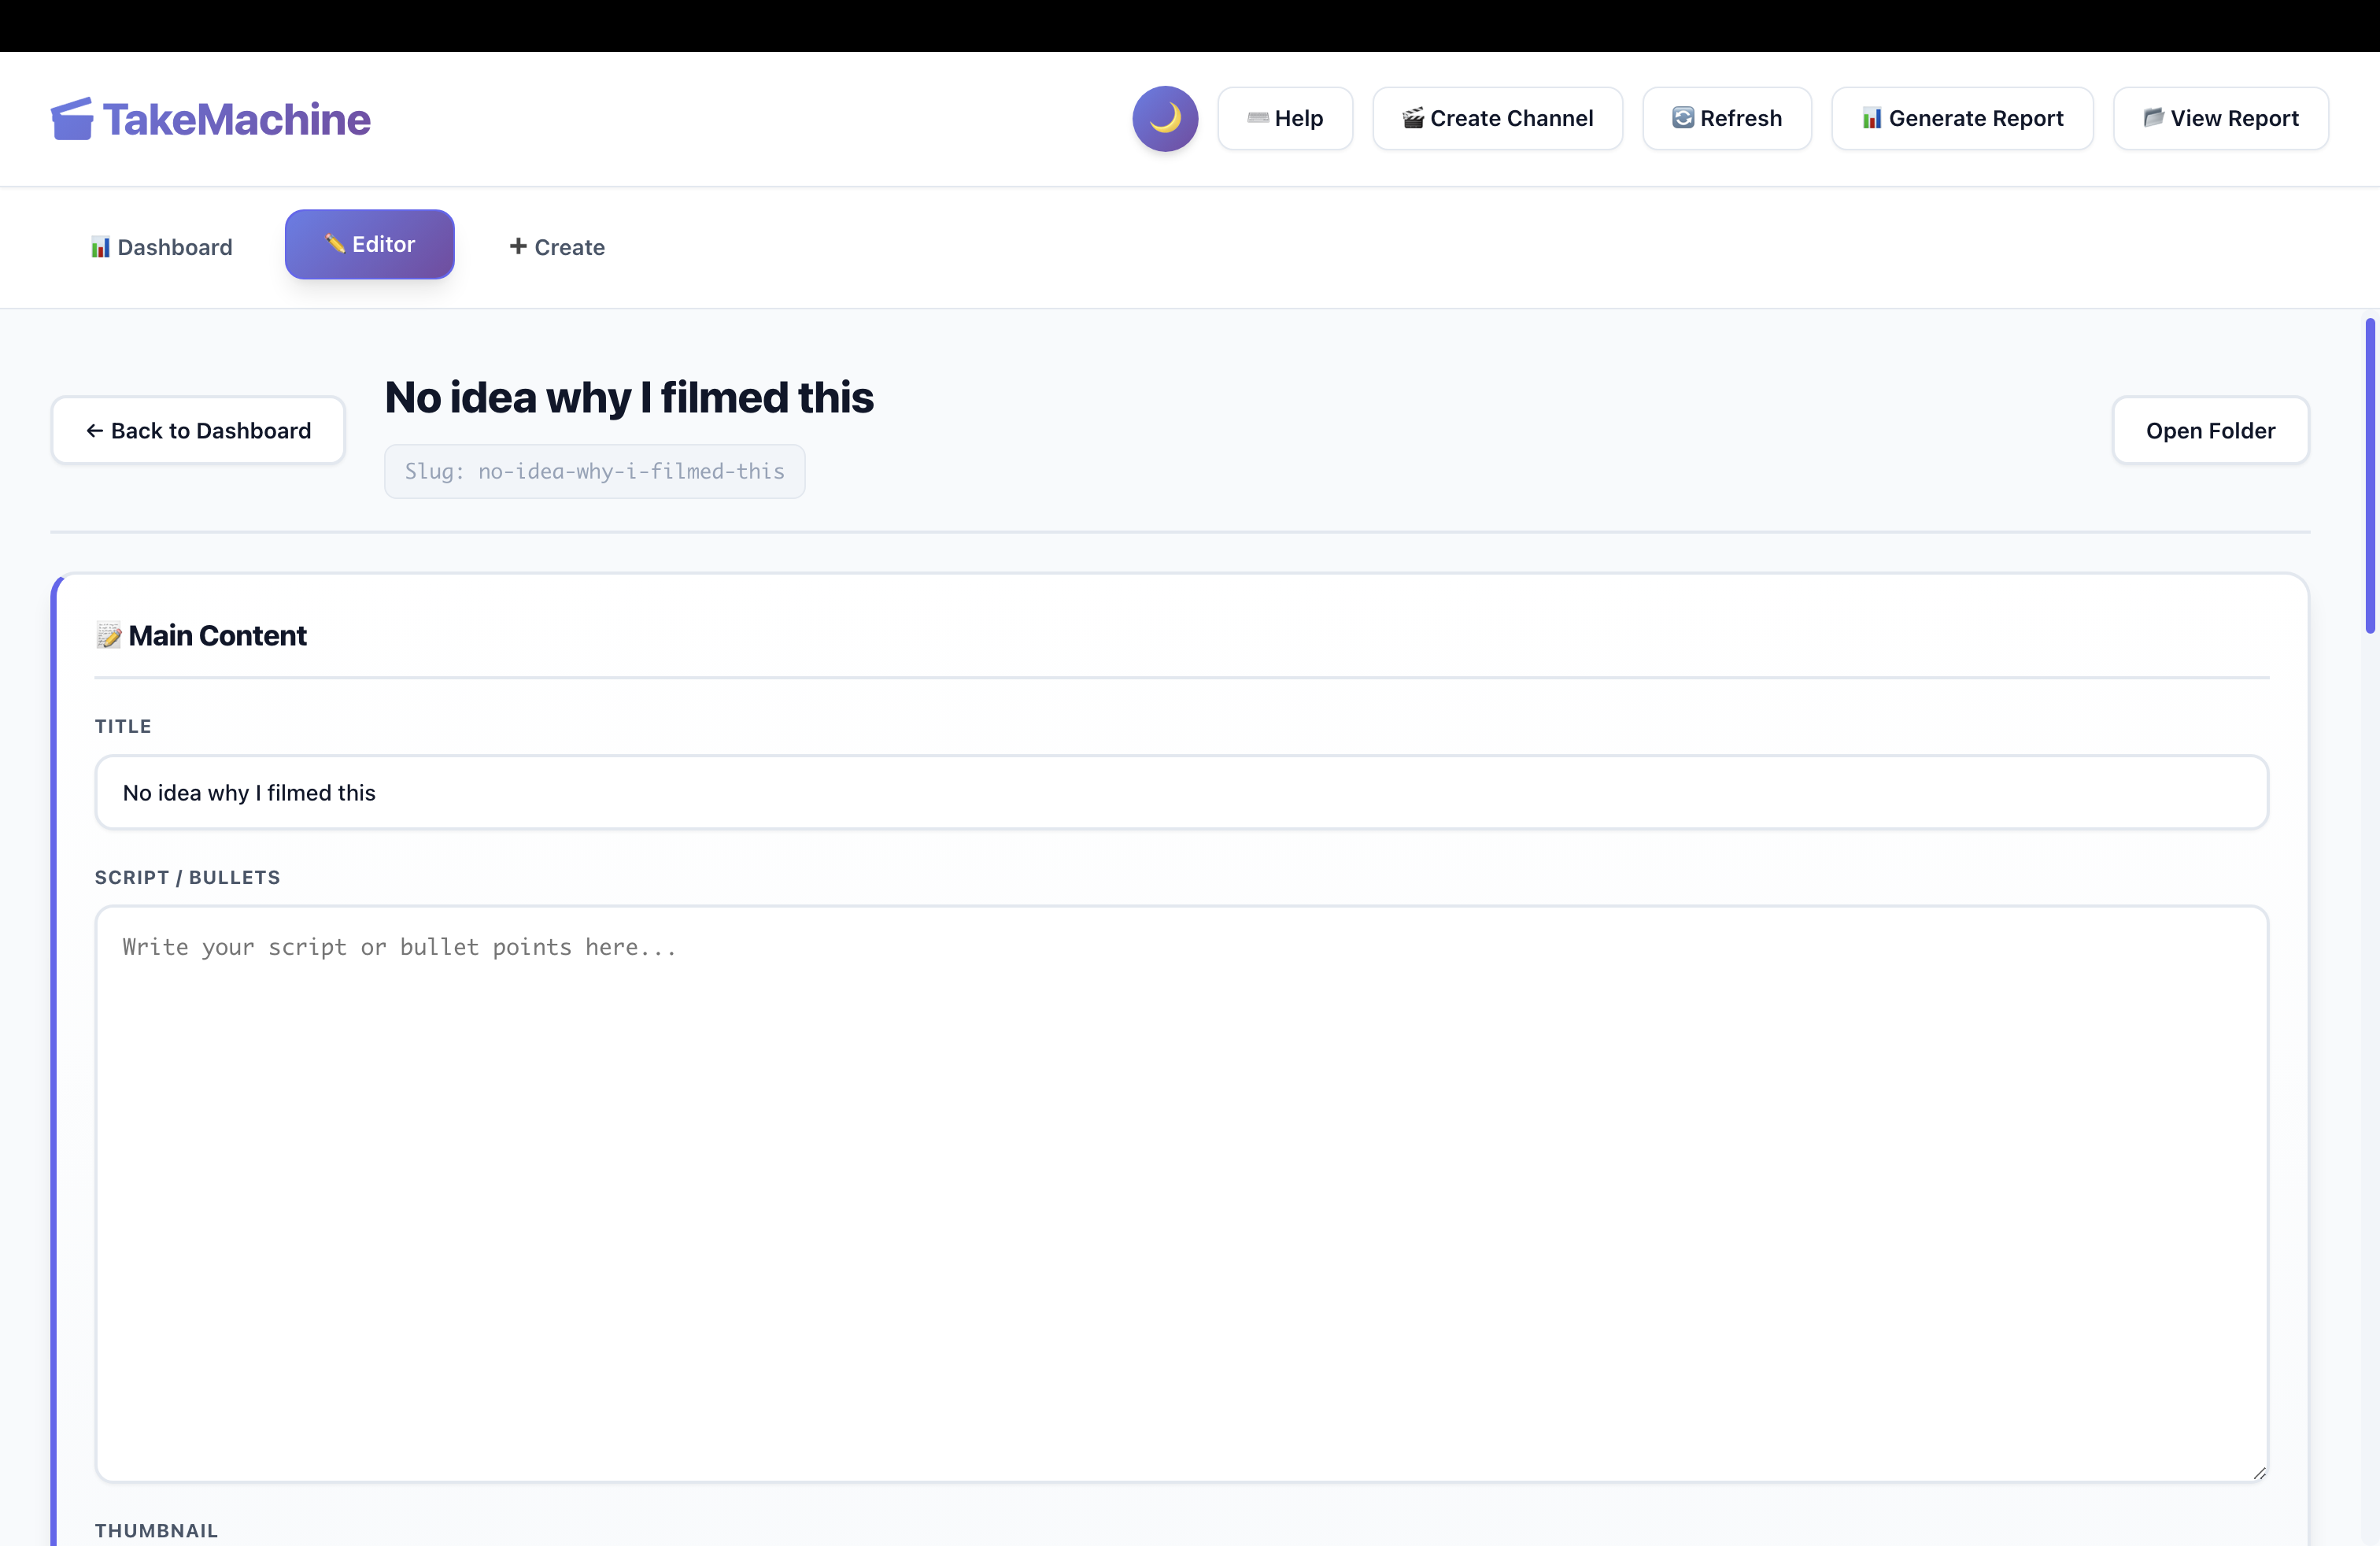 TakeMachine
Help
Create Channel
Refresh
Generate Report
View Report
Dashboard
Editor
Create
← Back to Dashboard
No idea why I filmed this
Slug: no-idea-why-i-filmed-this
Open Folder
Main Content
TITLE
No idea why I filmed this
SCRIPT / BULLETS
Write your script or bullet points here...
THUMBNAIL